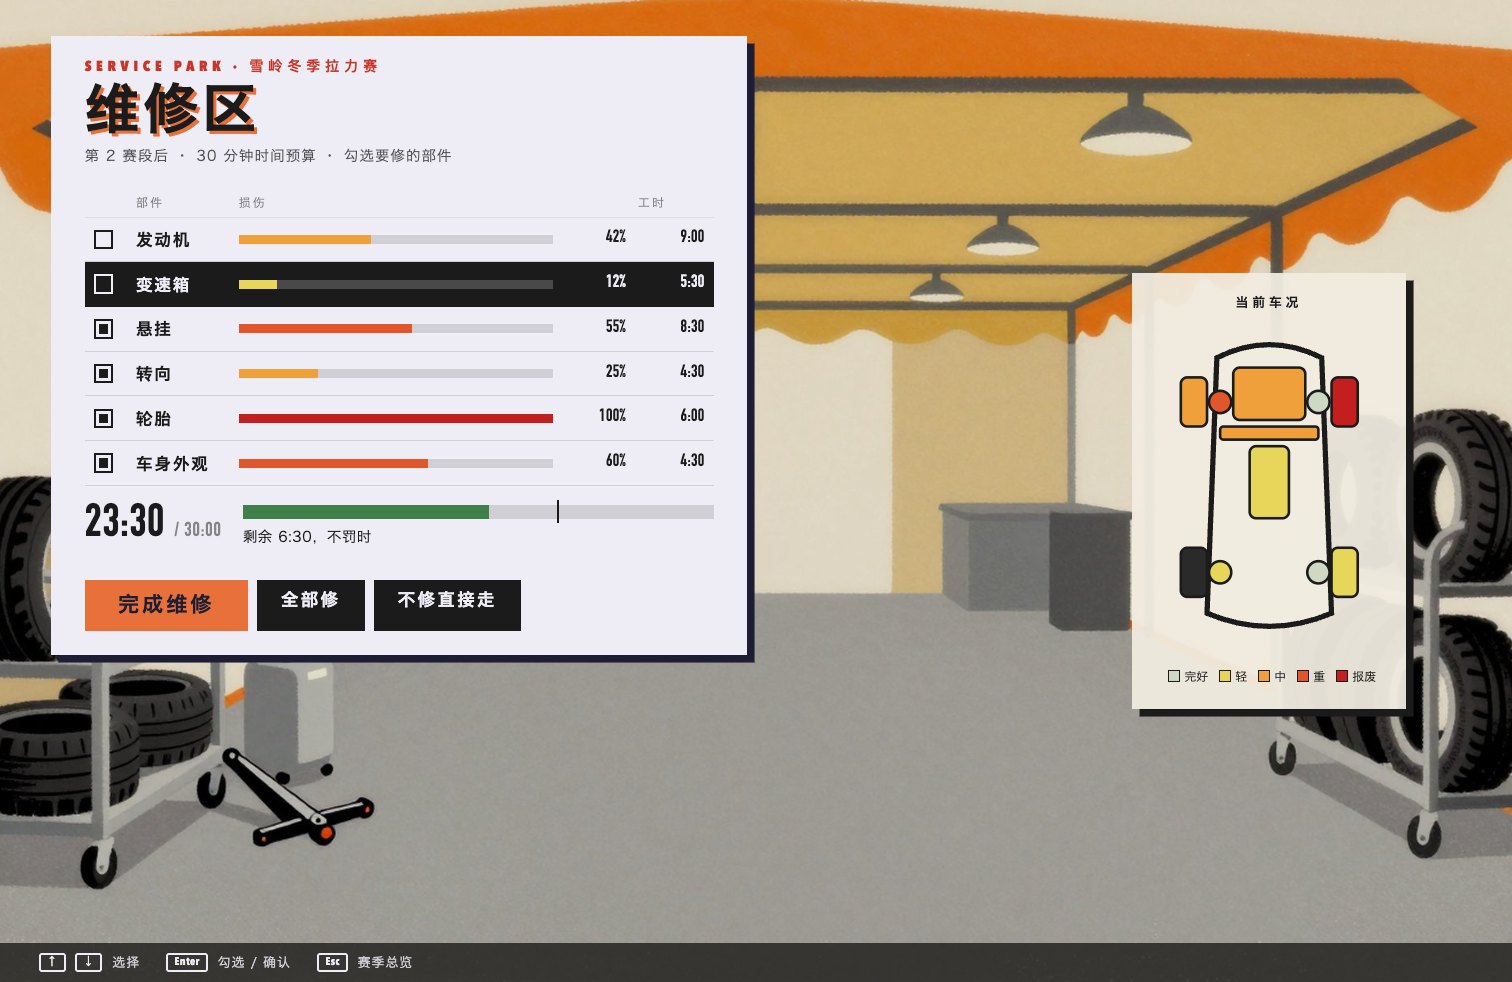 SERVICE PARK · 雪岭冬季拉力赛
维修区
第 2 赛段后 · 30 分钟时间预算 · 勾选要修的部件
部件 损伤 工时
发动机 42% 9:00
变速箱 12% 5:30
悬挂 55% 8:30
转向 25% 4:30
轮胎 100% 6:00
车身外观 60% 4:30
23:30 / 30:00
剩余 6:30，不罚时
完成维修 全部修 不修直接走
当前车况
完好 轻 中 重 报废
↑ ↓ 选择 Enter 勾选 / 确认 Esc 赛季总览